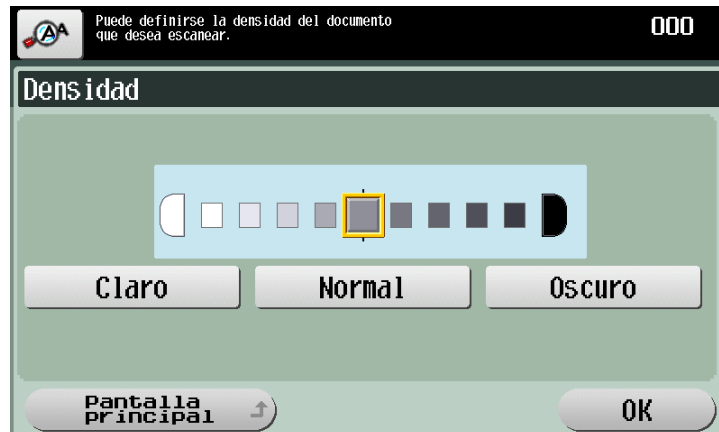 Puede definirse la densidad del documento
que desea escanear.
000
Densidad
Claro
Normal
Oscuro
Pantalla
principal
OK